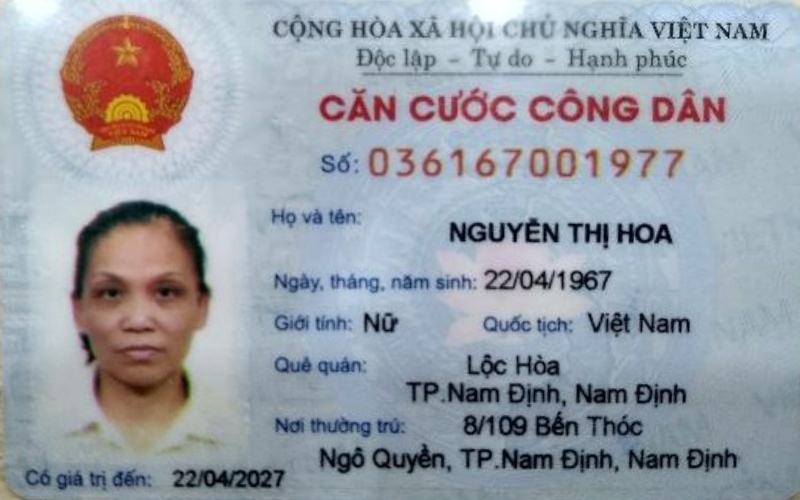 CỘNG HÒA XÃ HỘI CHỦ NGHĨA VIỆT NAM
Độc lập - Tự do - Hạnh phúc
CĂN CƯỚC CÔNG DÂN
Số: 036167001977
Họ và tên:
NGUYỄN THỊ HOA
Ngày, tháng, năm sinh: 22/04/1967
Giới tính: Nữ Quốc tịch: Việt Nam
Quê quán: Lộc Hòa
TP.Nam Định, Nam Định
Nơi thường trú: 8/109 Bến Thóc
Ngô Quyền, TP.Nam Định, Nam Định
Có giá trị đến: 22/04/2027